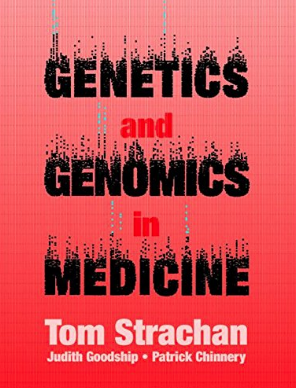 GENETICS
and
GENOMICS
in
MEDICINE
Tom Strachan
Judith Goodship • Patrick Chinnery